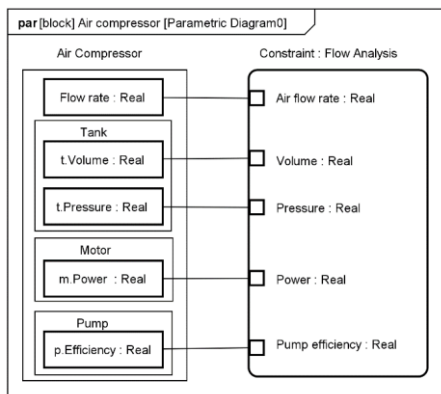 par [block] Air compressor [Parametric Diagram0]
Air Compressor
Constraint : Flow Analysis
Flow rate : Real
Air flow rate : Real
Tank
t.Volume : Real
Volume : Real
t.Pressure : Real
Pressure : Real
Motor
m.Power : Real
Power : Real
Pump
p.Efficiency : Real
Pump efficiency : Real